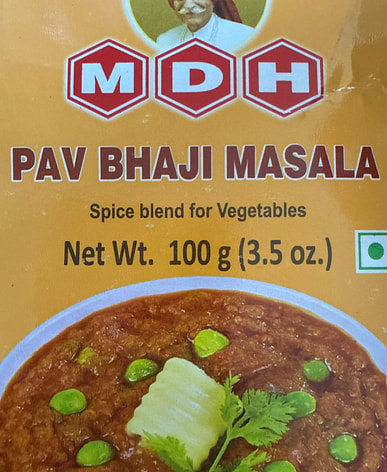 MDH
PAV BHAJI MASALA
Spice blend for Vegetables
Net Wt. 100 g (3.5 oz.)